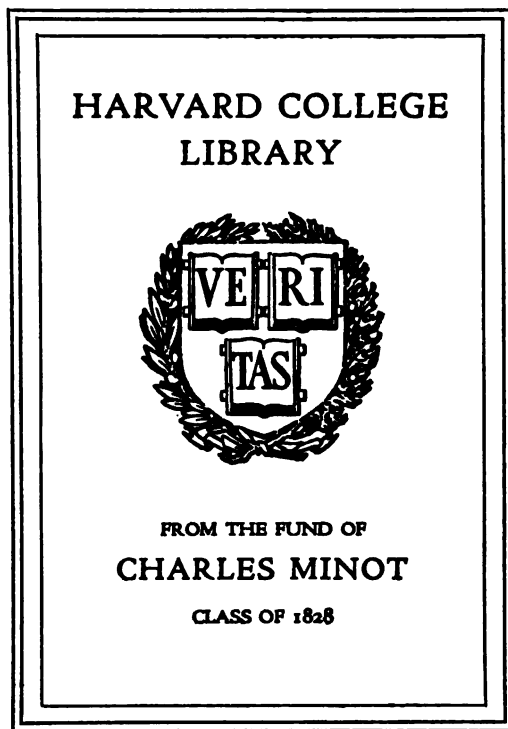 HARVARD COLLEGE
LIBRARY
VE RI
TAS
FROM THE FUND OF
CHARLES MINOT
CLASS OF 1828